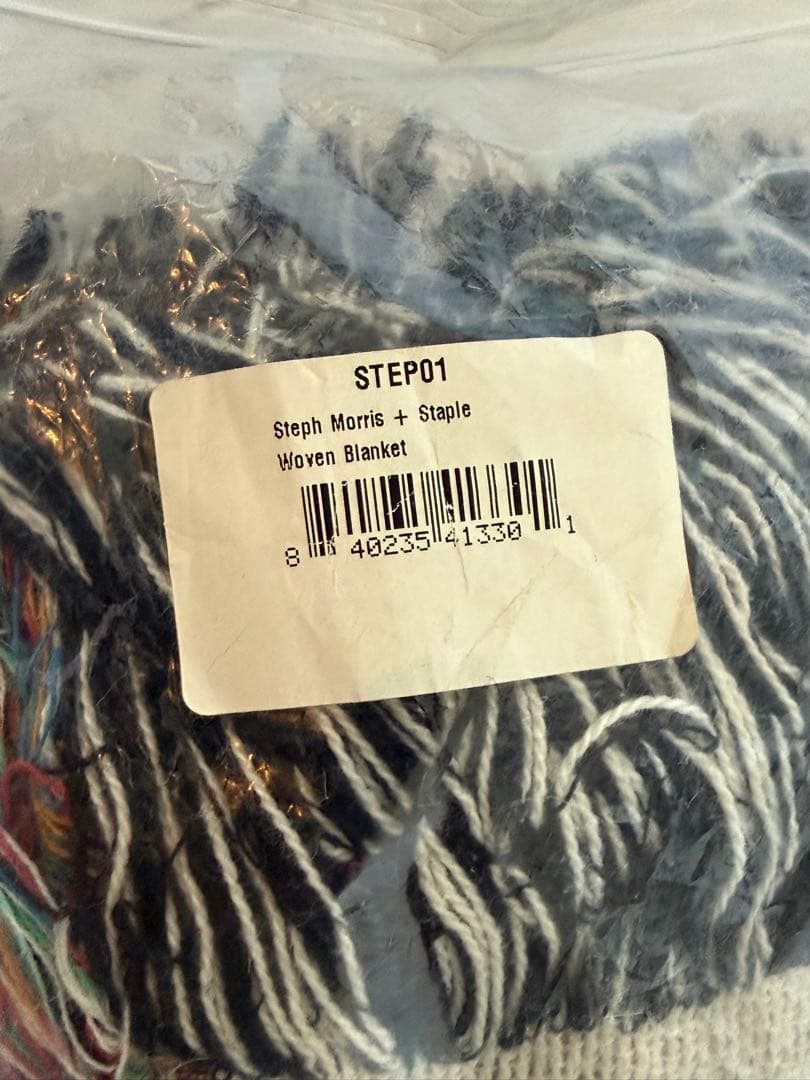 STEP01
Steph Morris + Staple
Woven Blanket
8 40235 41330 1